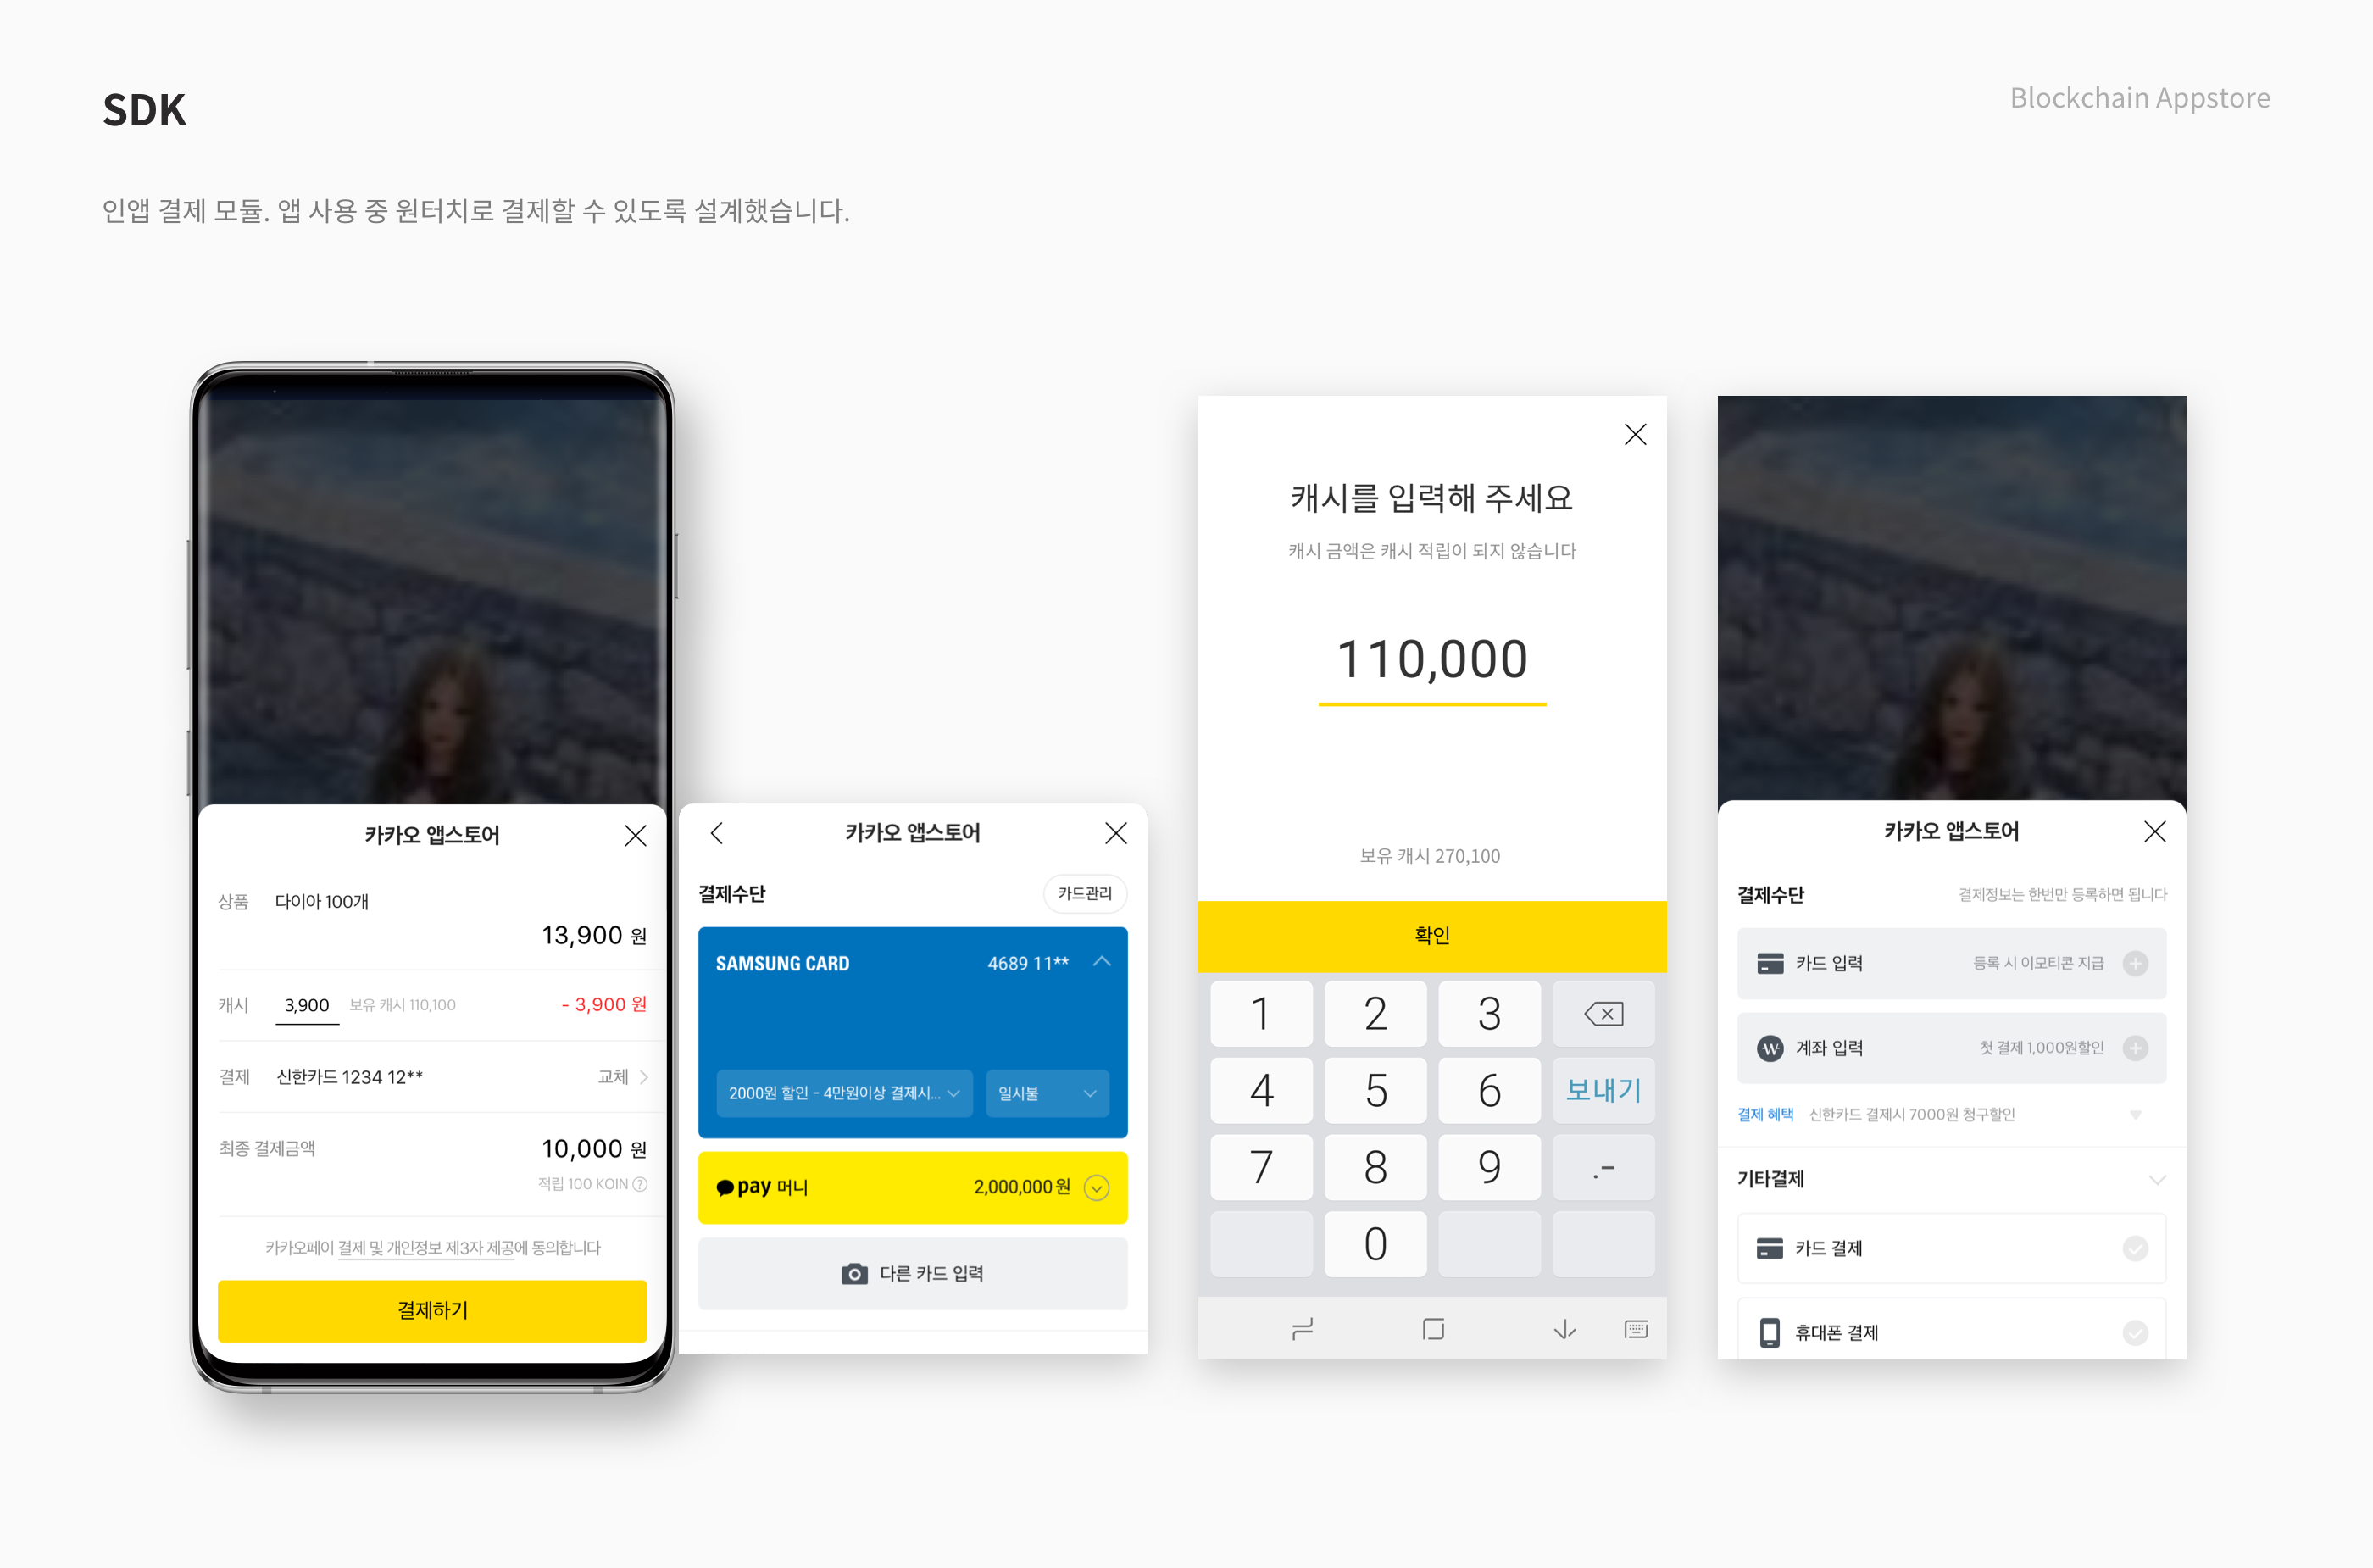 SDK
Blockchain Appstore
인앱 결제 모듈. 앱 사용 중 원터치로 결제할 수 있도록 설계했습니다.
카카오 앱스토어
상품 다이아 100개
13,900 원
캐시 3,900 보유 캐시 110,100 - 3,900 원
결제 신한카드 1234 12** 교체
최종 결제금액 10,000 원
적립 100 KOIN ?
카카오페이 결제 및 개인정보 제3자 제공에 동의합니다
결제하기
카카오 앱스토어
결제수단 카드관리
SAMSUNG CARD 4689 11**
2000원 할인 - 4만원이상 결제시... 일시불
pay 머니 2,000,000원
다른 카드 입력
캐시를 입력해 주세요
캐시 금액은 캐시 적립이 되지 않습니다
110,000
보유 캐시 270,100
확인
1 2 3
4 5 6 보내기
7 8 9 .-
0
카카오 앱스토어
결제수단 결제정보는 한번만 등록하면 됩니다
카드 입력 등록 시 이모티콘 지급
W 계좌 입력 첫 결제 1,000원할인
결제 혜택 신한카드 결제시 7000원 청구할인
기타결제
카드 결제
휴대폰 결제